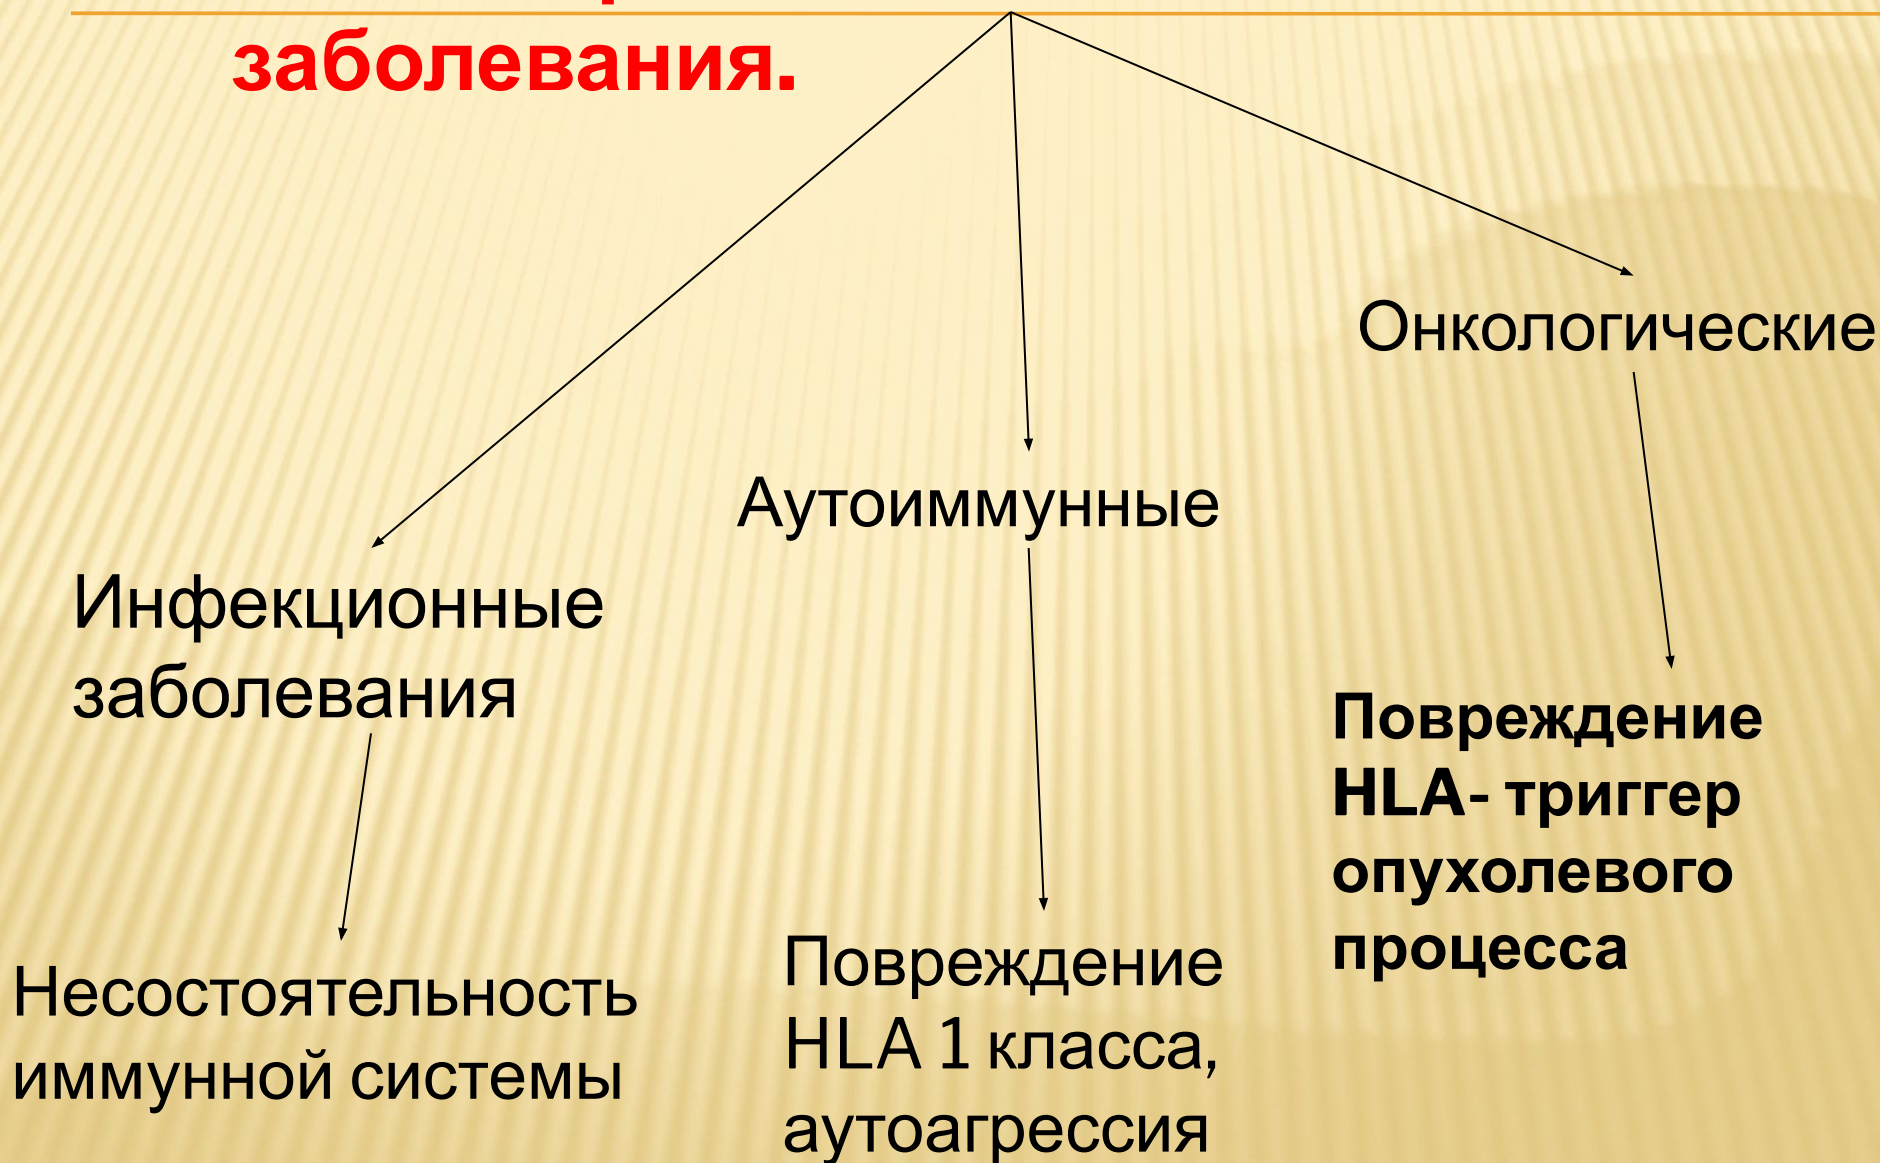 заболевания.
Онкологические
Аутоиммунные
Инфекционные
заболевания
Повреждение
HLA- триггер
опухолевого
процесса
Несостоятельность
иммунной системы
Повреждение
HLA 1 класса,
аутоагрессия